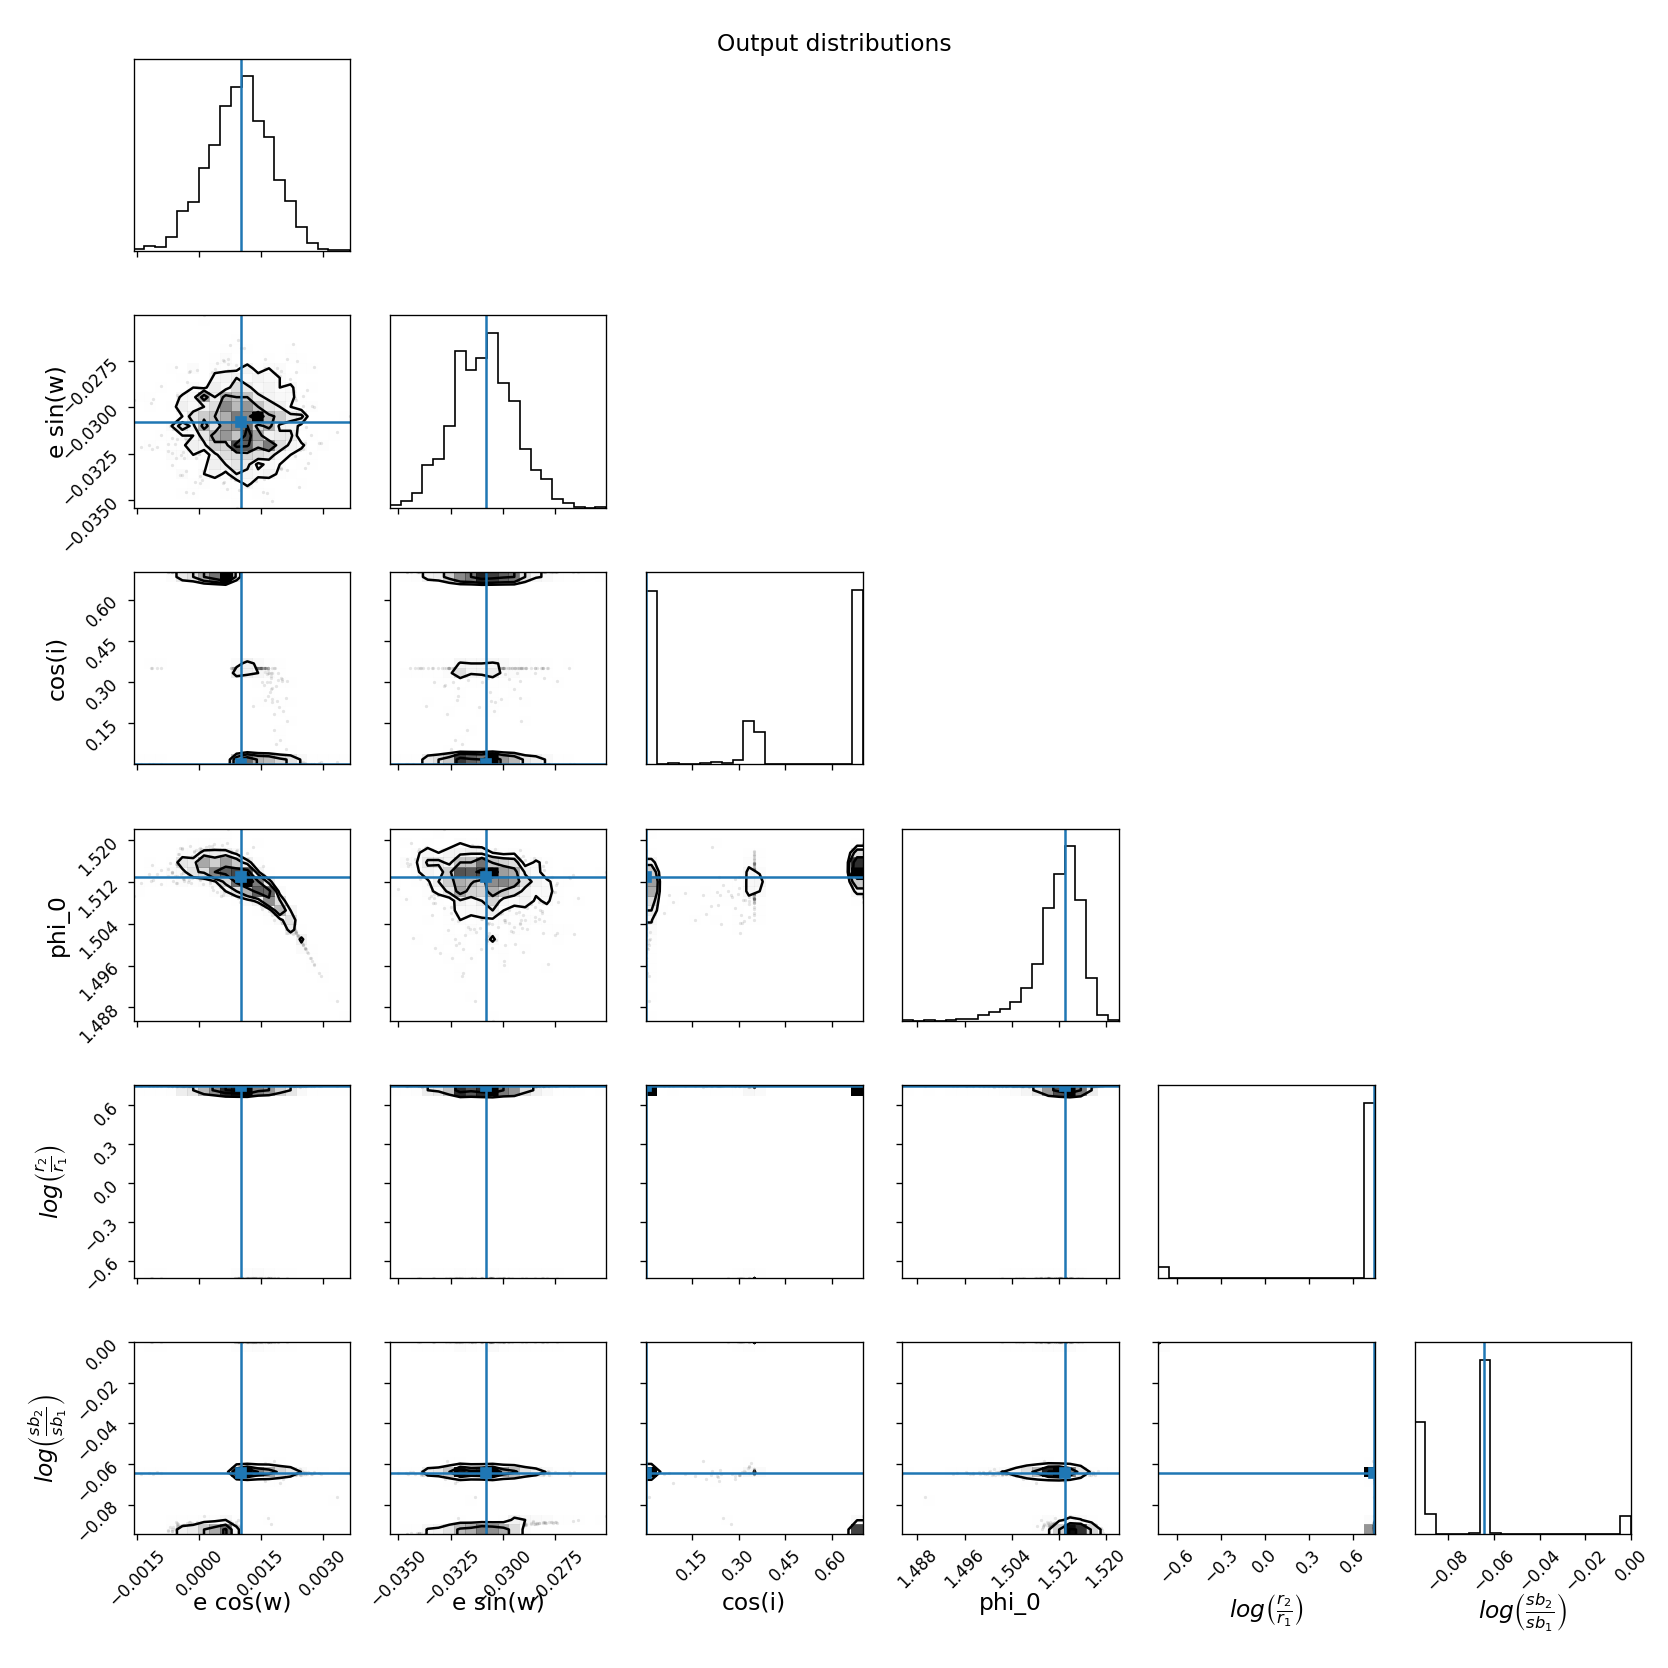 Output distributions
e sin(w)
−0.0275
−0.0300
−0.0325
−0.0350
cos(i)
0.60
0.45
0.30
0.15
phi_0
1.520
1.512
1.504
1.496
1.488
log(r₂/r₁)
0.6
0.3
0.0
−0.3
−0.6
log(sb₂/sb₁)
0.00
−0.02
−0.04
−0.06
−0.08
−0.0015 0.0000 0.0015 0.0030 −0.0350 −0.0325 −0.0300 −0.0275 0.15 0.30 0.45 0.60 1.488 1.496 1.504 1.512 1.520 −0.6 −0.3 0.0 0.3 0.6 −0.08 −0.06 −0.04 −0.02 0.00
e cos(w) e sin(w) cos(i) phi_0 log(r₂/r₁) log(sb₂/sb₁)